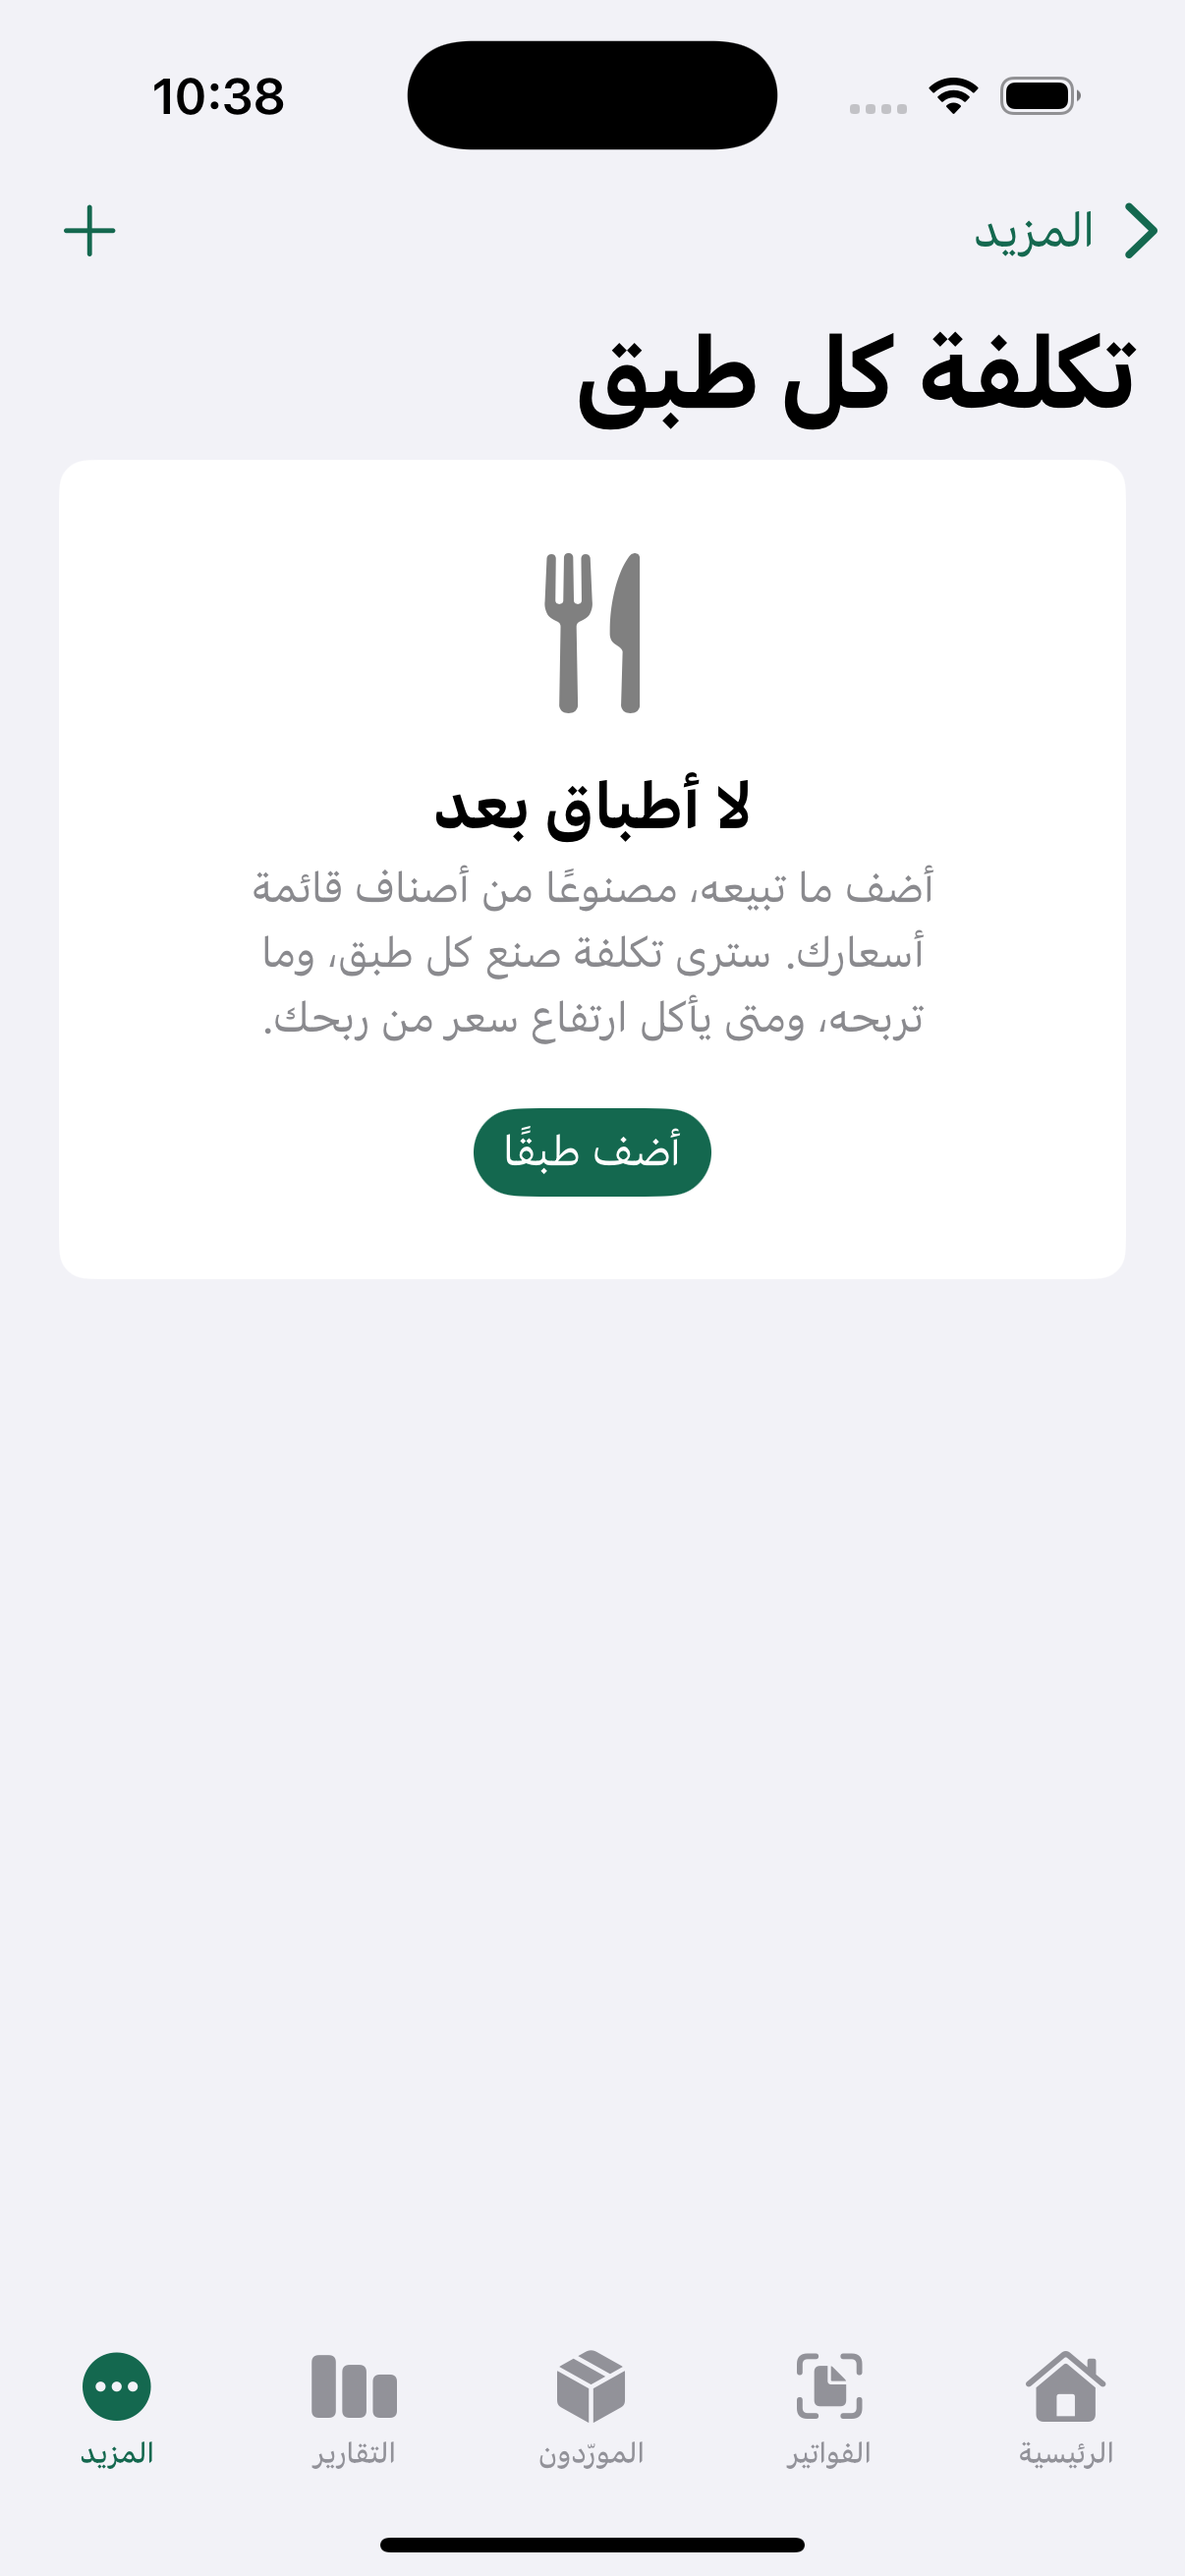 10:38
المزيد
تكلفة كل طبق
لا أطباق بعد
أضف ما تبيعه، مصنوعًا من أصناف قائمة
أسعارك. سترى تكلفة صنع كل طبق، وما
تربحه، ومتى يأكل ارتفاع سعر من ربحك.
أضف طبقًا
الرئيسية
الفواتير
المورّدون
التقارير
المزيد